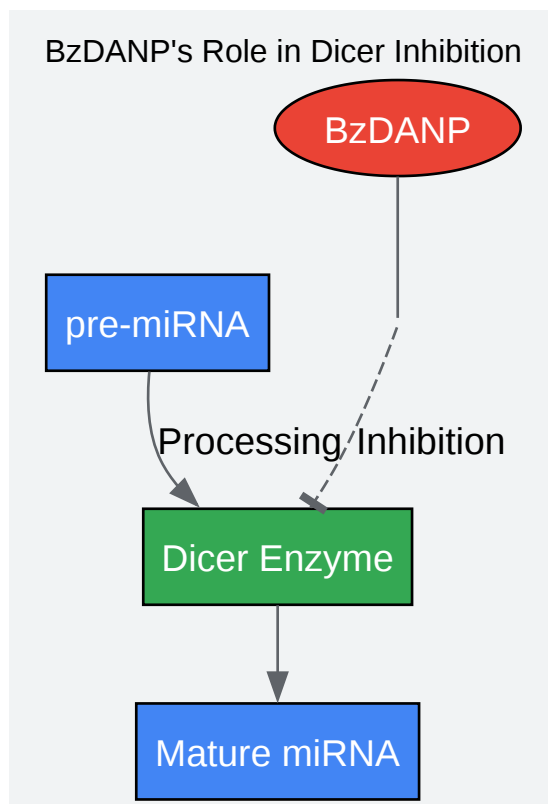 BzDANP's Role in Dicer Inhibition
BzDANP
pre-miRNA
Processing
Inhibition
Dicer Enzyme
Mature miRNA